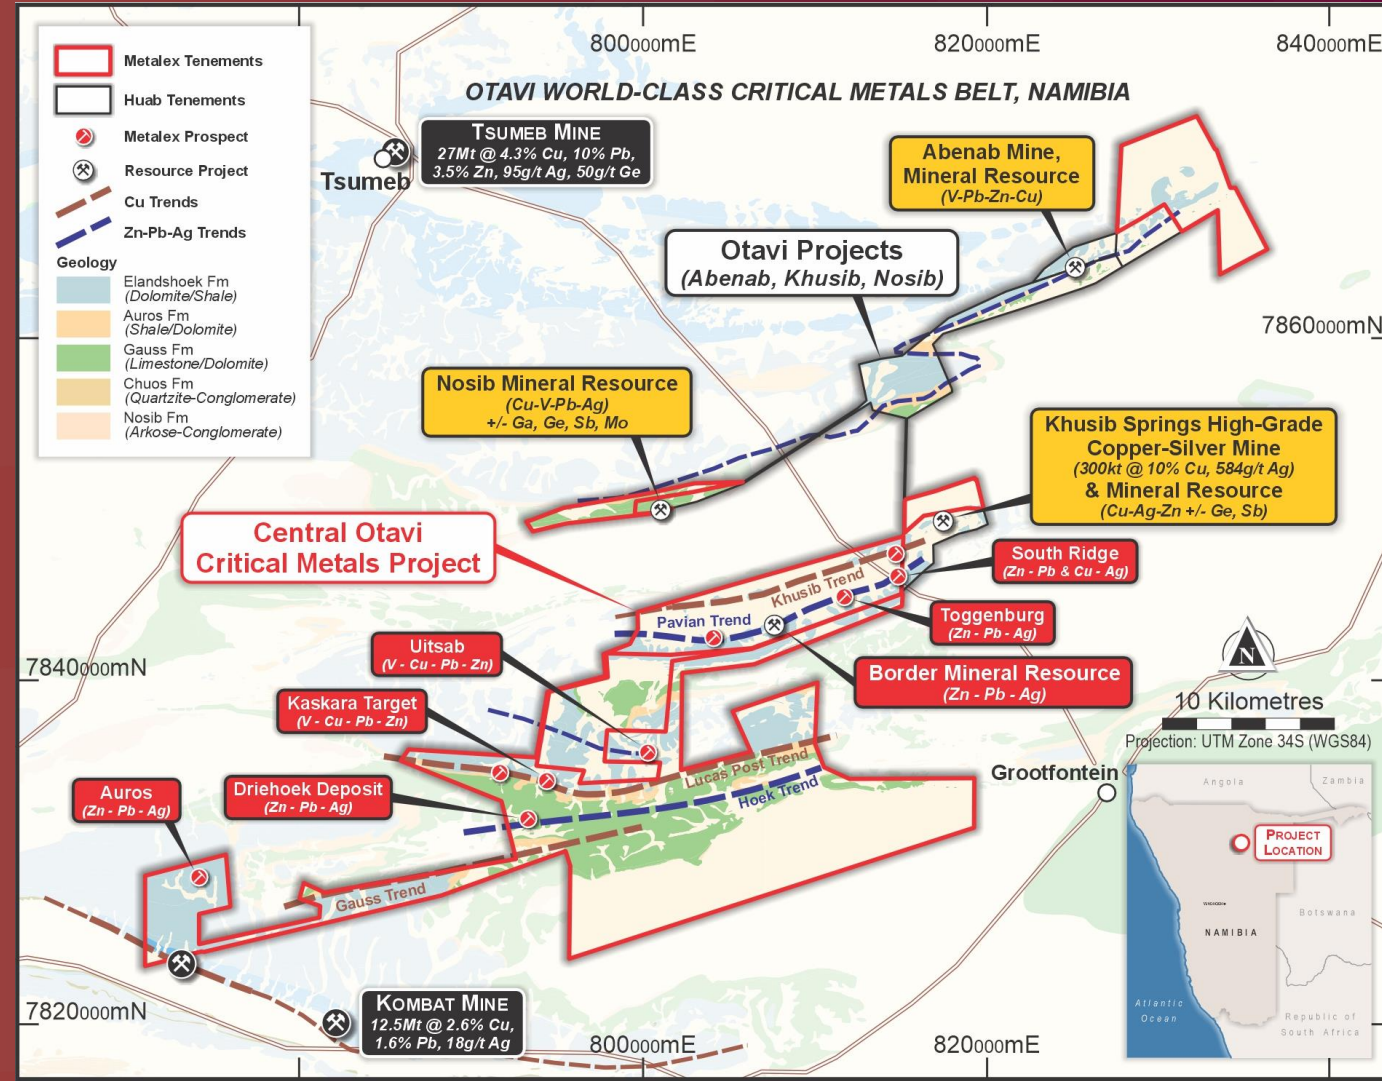 800000mE
820000mE
840000mE
OTAVI WORLD-CLASS CRITICAL METALS BELT, NAMIBIA
Metalex Tenements
Huab Tenements
Metalex Prospect
Resource Project
Cu Trends
Zn-Pb-Ag Trends
Geology
Elandshoek Fm
(Dolomite/Shale)
Auros Fm
(Shale/Dolomite)
Gauss Fm
(Limestone/Dolomite)
Chuos Fm
(Quartzite-Conglomerate)
Nosib Fm
(Arkose-Conglomerate)
TSUMEB MINE
27Mt @ 4.3% Cu, 10% Pb,
3.5% Zn, 95g/t Ag, 50g/t Ge
Tsumeb
Abenab Mine,
Mineral Resource
(V-Pb-Zn-Cu)
Otavi Projects
(Abenab, Khusib, Nosib)
7860000mN
Nosib Mineral Resource
(Cu-V-Pb-Ag)
+/- Ga, Ge, Sb, Mo
Khusib Springs High-Grade
Copper-Silver Mine
(300kt @ 10% Cu, 584g/t Ag)
& Mineral Resource
(Cu-Ag-Zn +/- Ge, Sb)
Central Otavi
Critical Metals Project
South Ridge
(Zn - Pb & Cu - Ag)
Khusib Trend
Pavian Trend
Toggenburg
(Zn - Pb - Ag)
Uitsab
(V - Cu - Pb - Zn)
Border Mineral Resource
(Zn - Pb - Ag)
7840000mN
N
10 Kilometres
Projection: UTM Zone 34S (WGS84)
Kaskara Target
(V - Cu - Pb - Zn)
Lucas Post Trend
Hoek Trend
Grootfontein
Auros
(Zn - Pb - Ag)
Driehoek Deposit
(Zn - Pb - Ag)
Gauss Trend
Angola
Zambia
PROJECT
LOCATION
Botswana
NAMIBIA
Atlantic
Ocean
Republic of
South Africa
7820000mN
KOMBAT MINE
12.5Mt @ 2.6% Cu,
1.6% Pb, 18g/t Ag
800000mE
820000mE